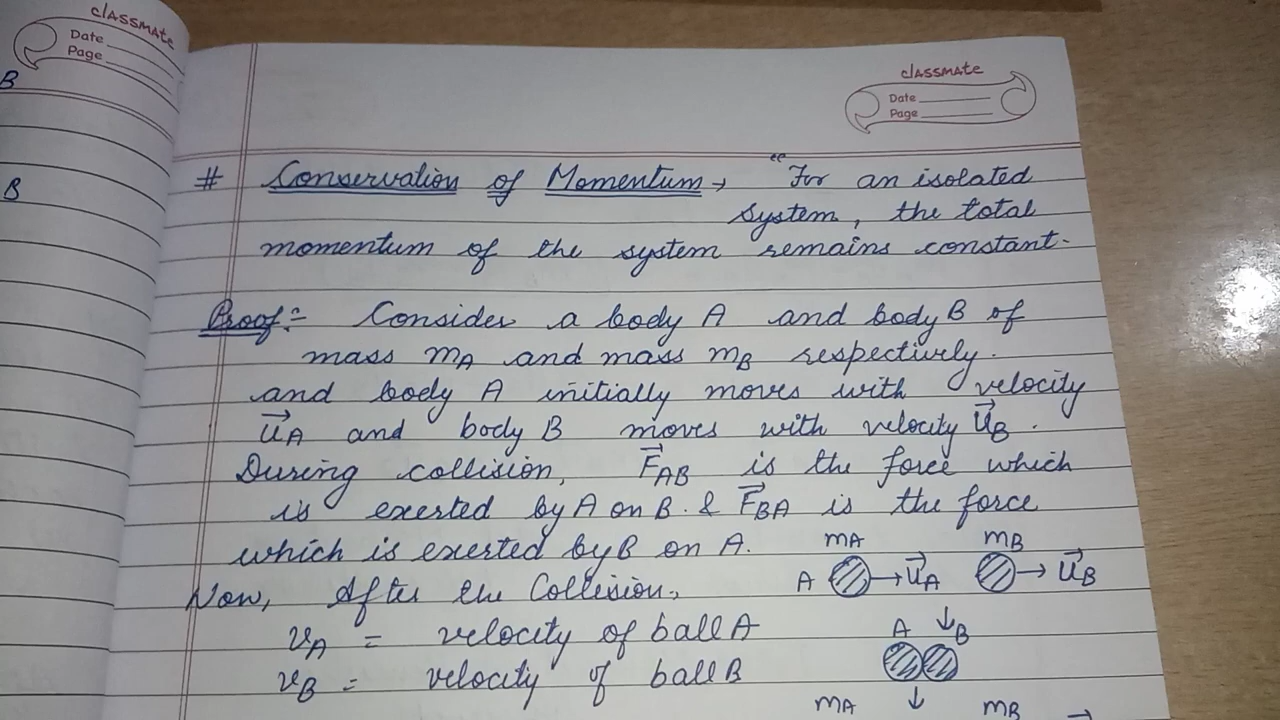 classmate
Date
Page
B
B
classmate
Date
Page
# Conservation of Momentum → "For an isolated
system, the total
momentum of the system remains constant.
Proof:- Consider a body A and body B of
mass mA and mass mB respectively.
and body A initially moves with velocity
u⃗A and body B moves with velocity u⃗B.
During collision, F⃗AB is the force which
is exerted by A on B. & F⃗BA is the force
which is exerted by B on A.
mA mB
A → u⃗A → u⃗B
Now, After the Collision,
vA = velocity of ball A
A ↓ B
vB = velocity of ball B
mA ↓ mB →